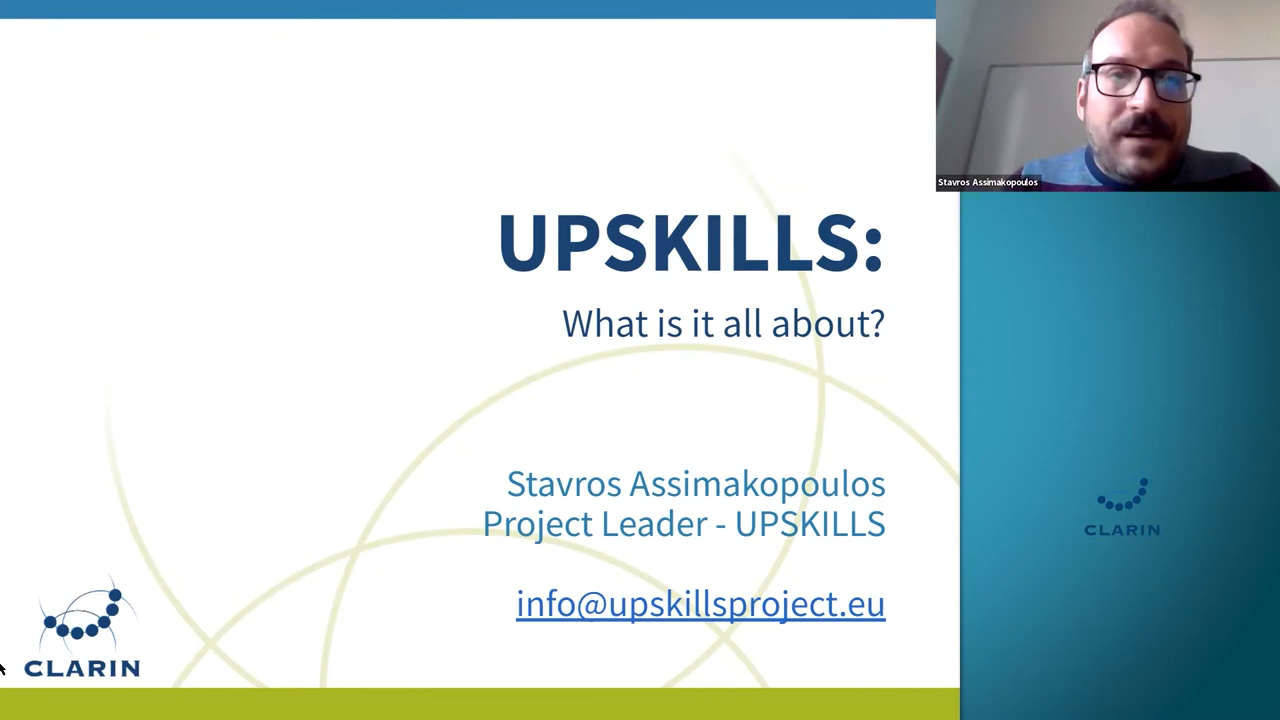 UPSKILLS:
What is it all about?
Stavros Assimakopoulos
Project Leader - UPSKILLS
info@upskillsproject.eu
CLARIN
Stavros Assimakopoulos
CLARIN